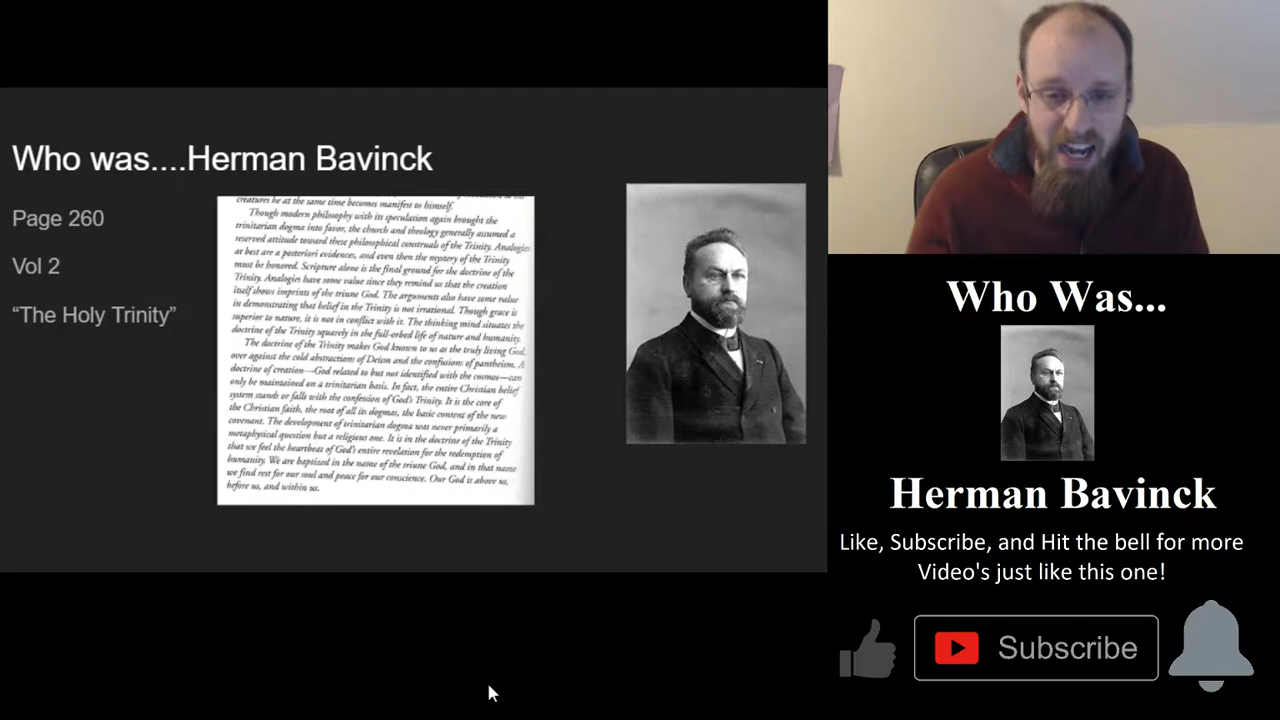 Who was....Herman Bavinck
Page 260
Vol 2
“The Holy Trinity”
creatures he at the same time becomes manifest to himself.
Though modern philosophy with its speculation again brought the
trinitarian dogma into favor, the church and theology generally assumed a
reserved attitude toward these philosophical construals of the Trinity. Analogies
at best are a posteriori evidences, and even then the mystery of the Trinity
must be honored. Scripture alone is the final ground for the doctrine of the
Trinity. Analogies have some value since they remind us that the creation
itself shows imprints of the triune God. The arguments also have some value
in demonstrating that belief in the Trinity is not irrational. Though grace is
superior to nature, it is not in conflict with it. The thinking mind situates the
doctrine of the Trinity squarely in the full-orbed life of nature and humanity.
The doctrine of the Trinity makes God known to us as the truly living God,
over against the cold abstractions of Deism and the confusions of pantheism. A
doctrine of creation—God related to but not identified with the cosmos—can
only be maintained on a trinitarian basis. In fact, the entire Christian belief
system stands or falls with the confession of God's Trinity. It is the core of
the Christian faith, the root of all its dogmas, the basic content of the new
covenant. The development of trinitarian dogma was never primarily a
metaphysical question but a religious one. It is in the doctrine of the Trinity
that we feel the heartbeat of God's entire revelation for the redemption of
humanity. We are baptized in the name of the triune God, and in that name
we find rest for our soul and peace for our conscience. Our God is above us,
before us, and within us.
Who Was...
Herman Bavinck
Like, Subscribe, and Hit the bell for more
Video's just like this one!
Subscribe